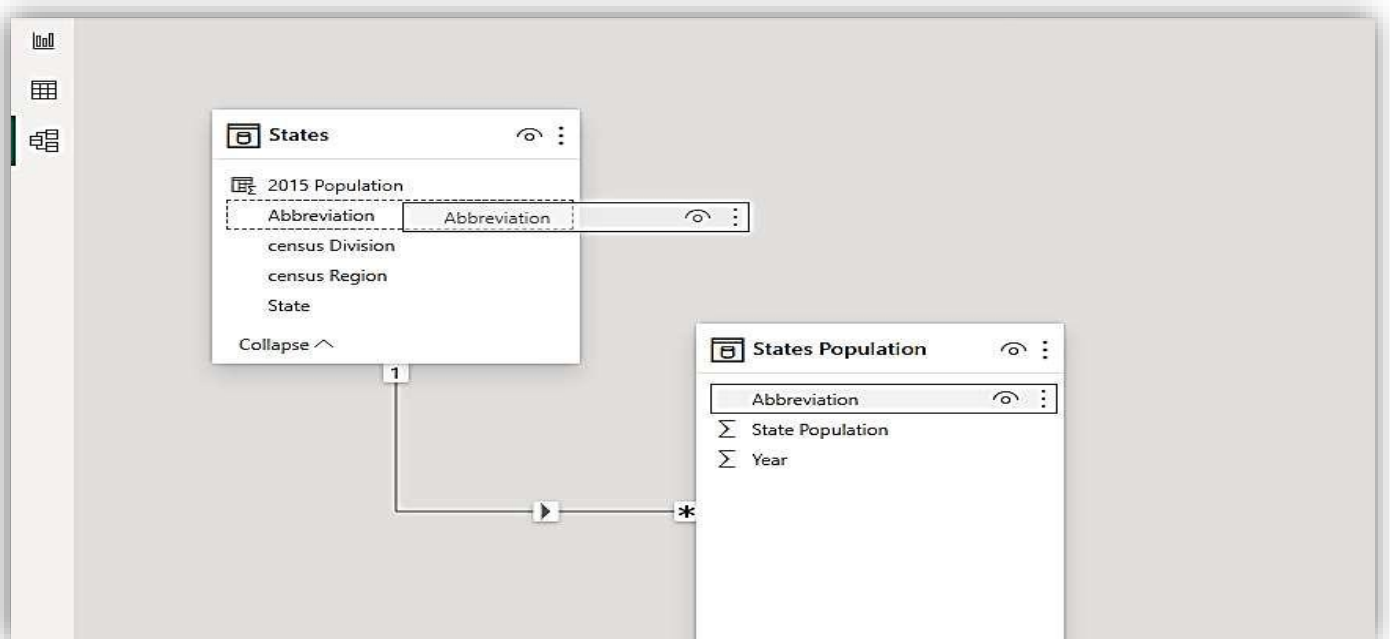 States
2015 Population
Abbreviation Abbreviation
census Division
census Region
State
Collapse
1
States Population
Abbreviation
Σ State Population
Σ Year
*